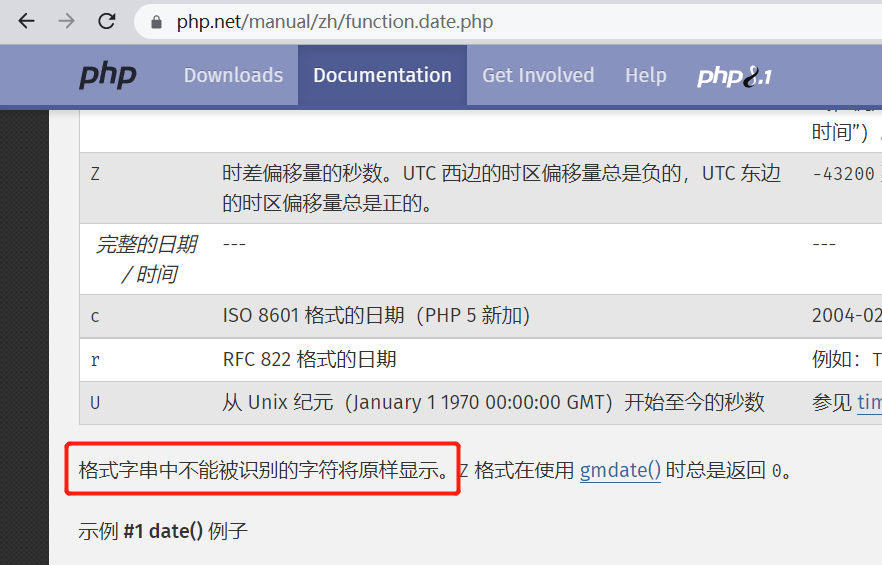 php.net/manual/zh/function.date.php
php Downloads Documentation Get Involved Help php8.1
时间”)
Z 时差偏移量的秒数。UTC 西边的时区偏移量总是负的，UTC 东边 -43200
的时区偏移量总是正的。
完整的日期 --- ---
/ 时间
c ISO 8601 格式的日期（PHP 5 新加） 2004-02
r RFC 822 格式的日期 例如：T
U 从 Unix 纪元（January 1 1970 00:00:00 GMT）开始至今的秒数 参见 tim
格式字串中不能被识别的字符将原样显示。Z 格式在使用 gmdate() 时总是返回 0。
示例 #1 date() 例子